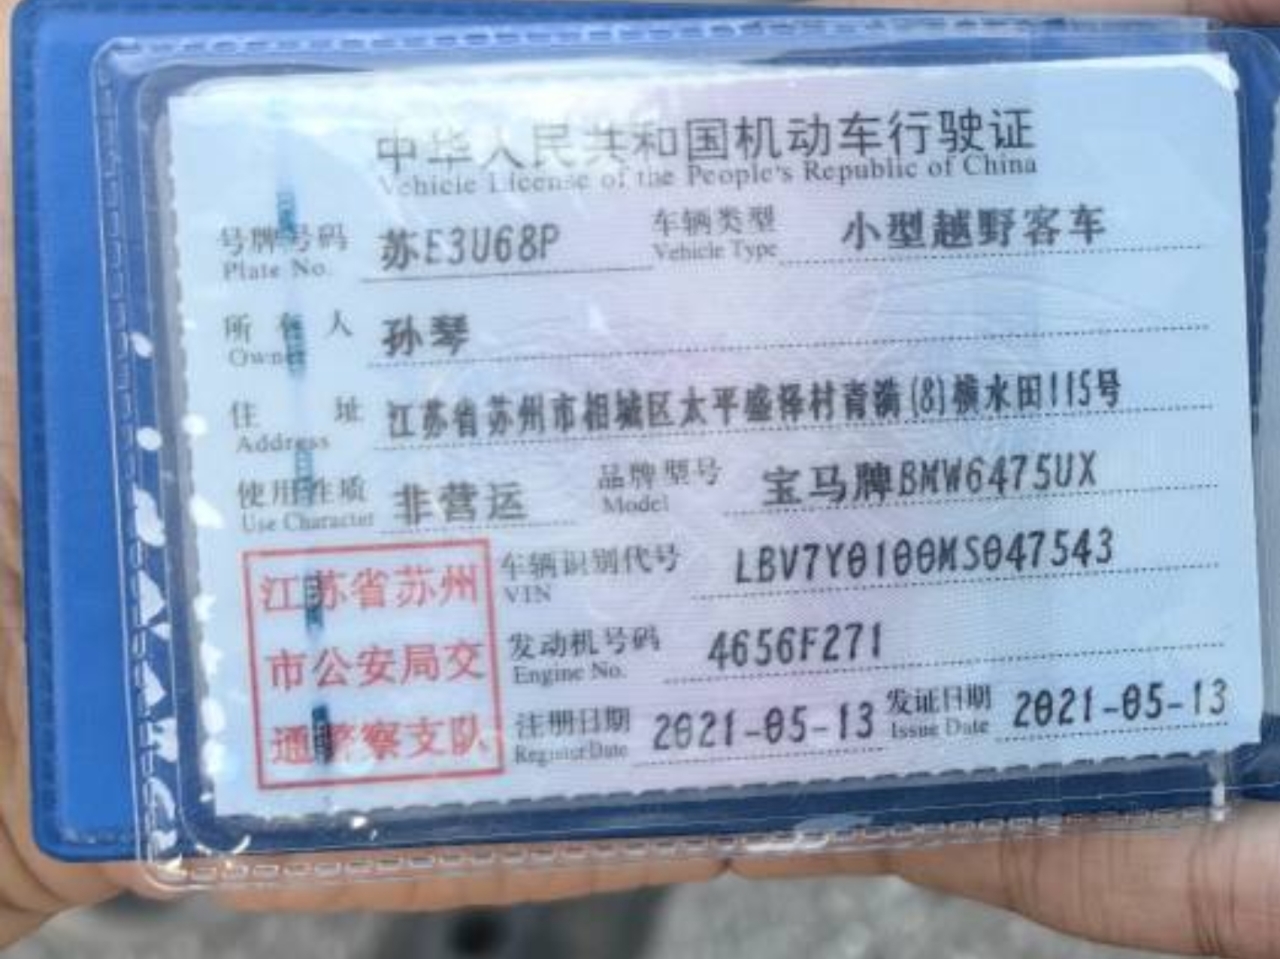 中华人民共和国机动车行驶证
Vehicle License of the People's Republic of China
号牌号码 苏E3U68P 车辆类型 小型越野客车
Plate No. Vehicle Type
所有人 孙琴
Owner
住址 江苏省苏州市相城区太平盛泽村青漪(8)横水田115号
Address
使用性质 非营运 品牌型号 宝马牌BMW6475UX
Use Character Model
江苏省苏州 车辆识别代号 LBV7Y0100MS047543
VIN
市公安局交 发动机号码 4656F271
Engine No.
通警察支队 注册日期 2021-05-13 发证日期 2021-05-13
Register Date Issue Date